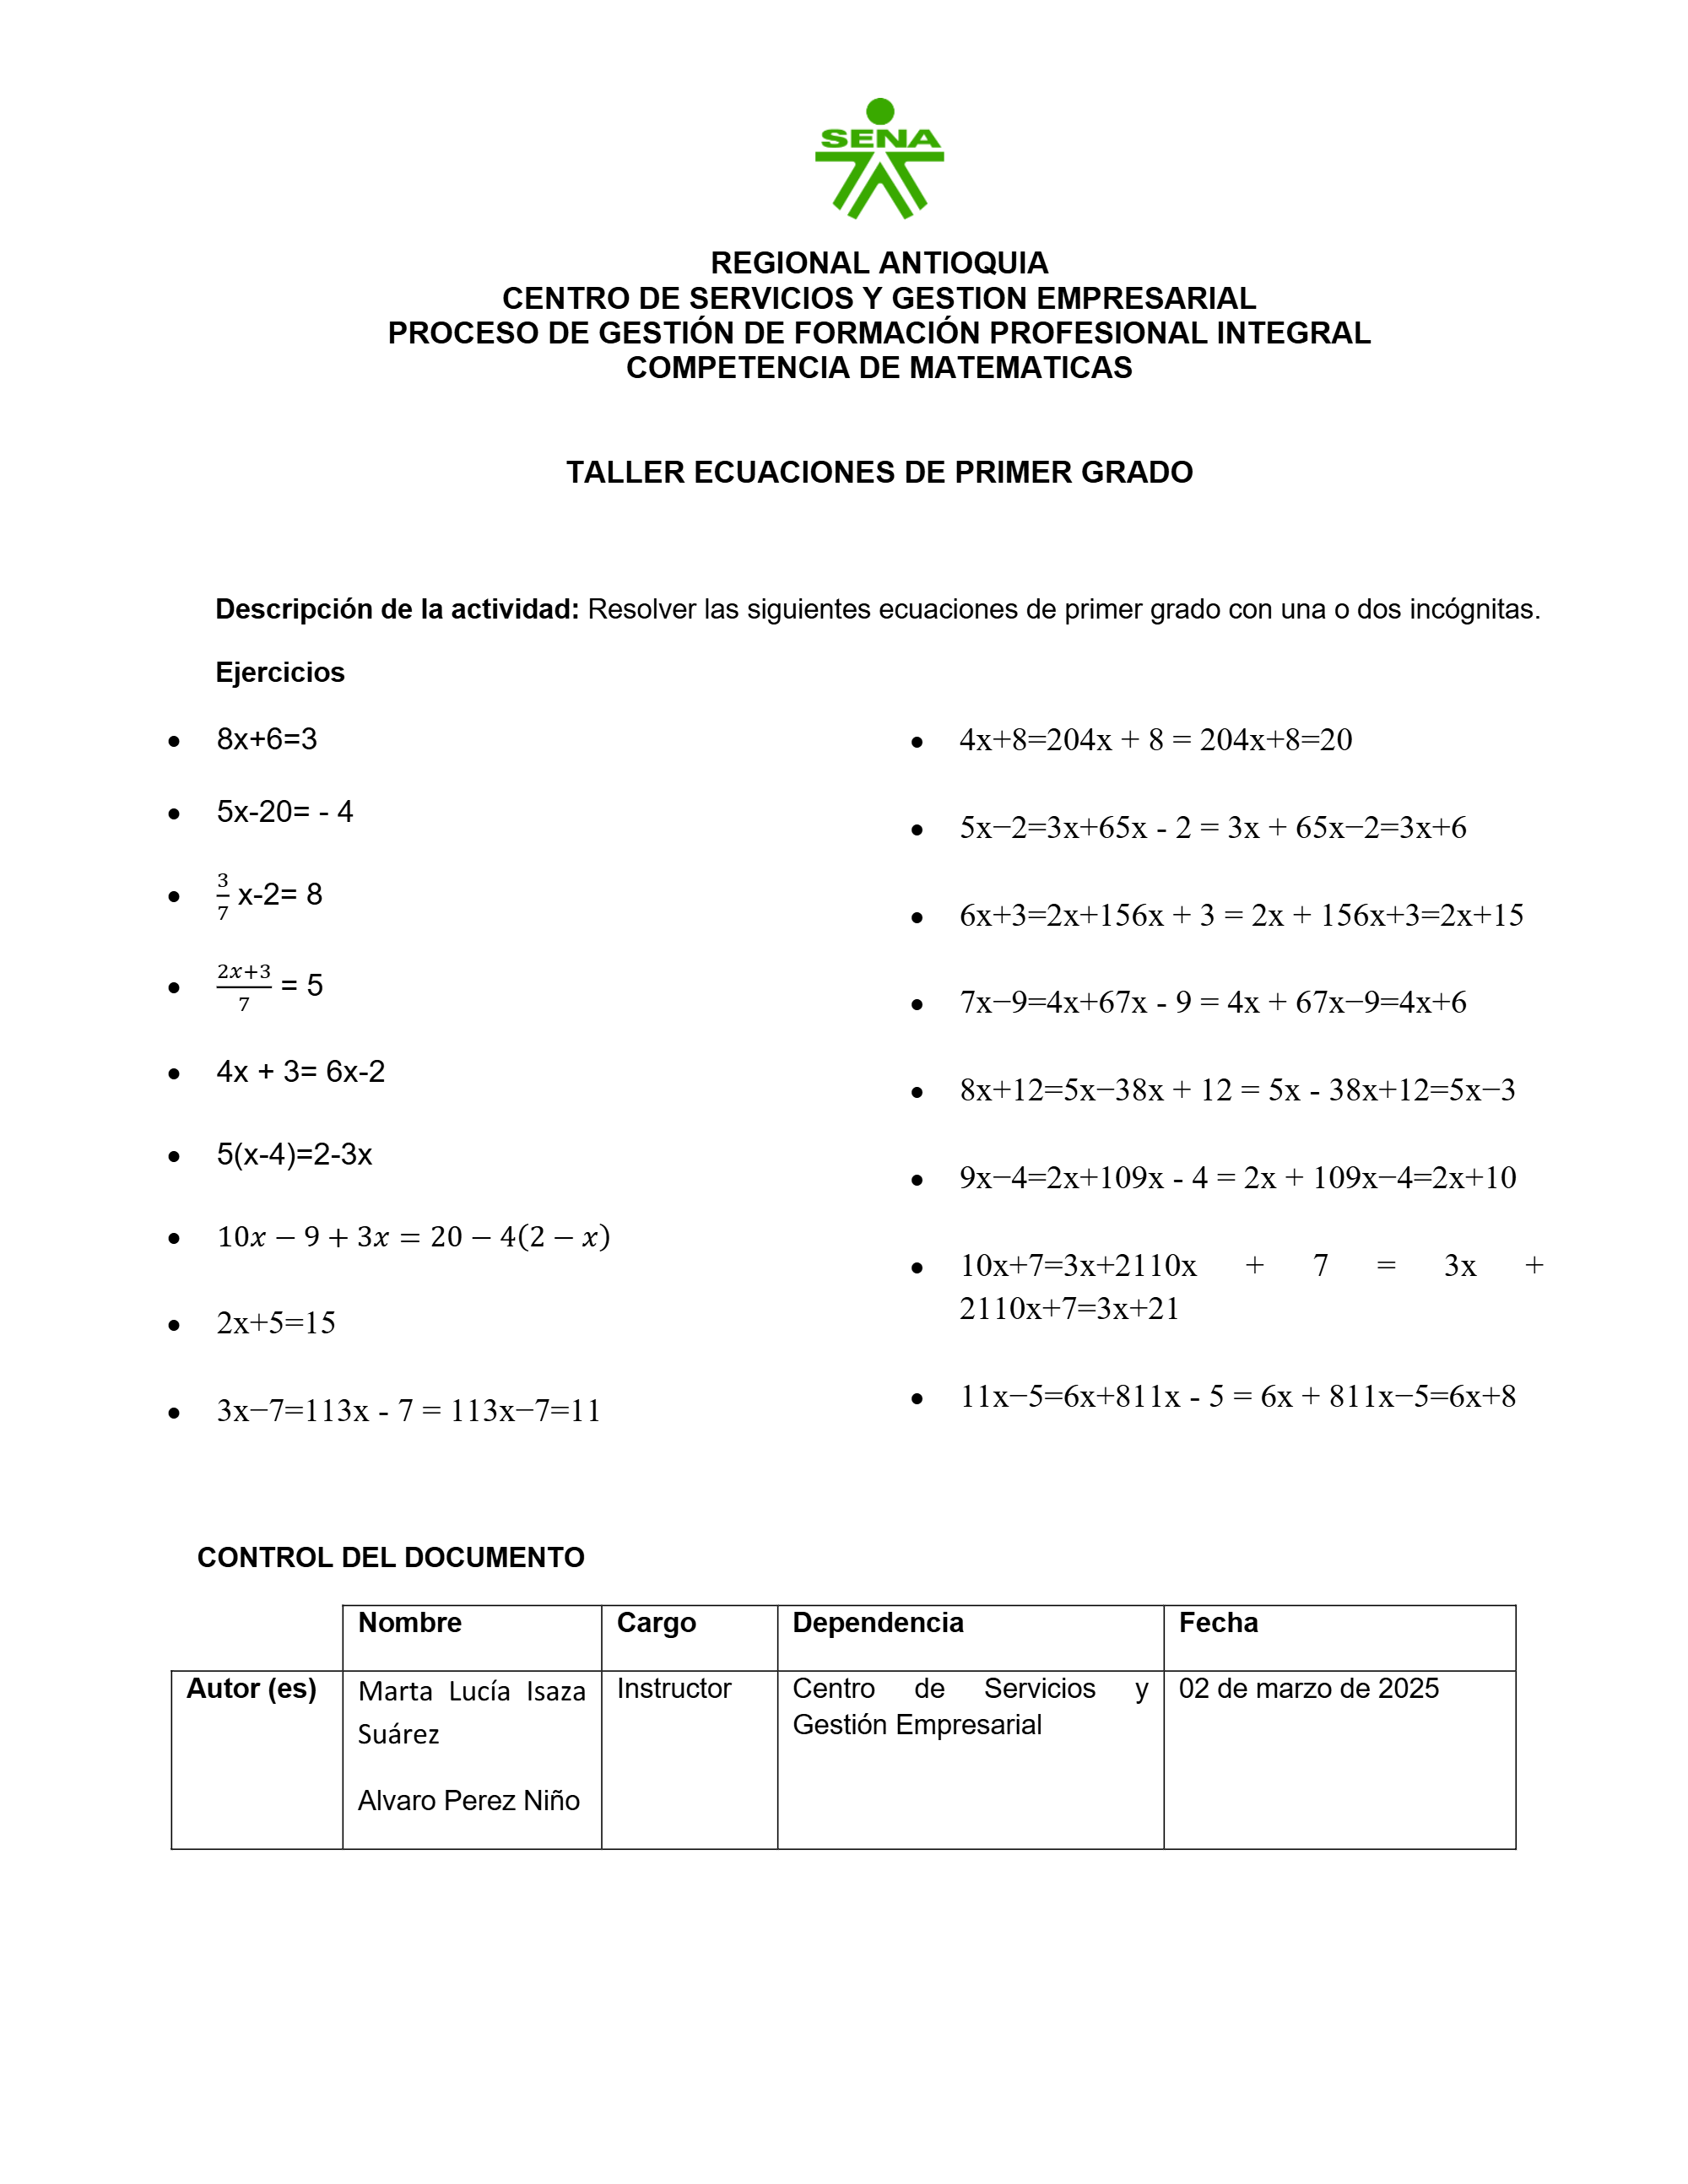 SENA
REGIONAL ANTIOQUIA
CENTRO DE SERVICIOS Y GESTION EMPRESARIAL
PROCESO DE GESTIÓN DE FORMACIÓN PROFESIONAL INTEGRAL
COMPETENCIA DE MATEMATICAS
TALLER ECUACIONES DE PRIMER GRADO
Descripción de la actividad: Resolver las siguientes ecuaciones de primer grado con una o dos incógnitas.
Ejercicios
• 8x+6=3
• 5x-20= - 4
• 3/7 x-2= 8
• (2x+3)/7 = 5
• 4x + 3= 6x-2
• 5(x-4)=2-3x
• 10x − 9 + 3x = 20 − 4(2 − x)
• 2x+5=15
• 3x−7=113x - 7 = 113x−7=11
• 4x+8=204x + 8 = 204x+8=20
• 5x−2=3x+65x - 2 = 3x + 65x−2=3x+6
• 6x+3=2x+156x + 3 = 2x + 156x+3=2x+15
• 7x−9=4x+67x - 9 = 4x + 67x−9=4x+6
• 8x+12=5x−38x + 12 = 5x - 38x+12=5x−3
• 9x−4=2x+109x - 4 = 2x + 109x−4=2x+10
• 10x+7=3x+2110x + 7 = 3x +
2110x+7=3x+21
• 11x−5=6x+811x - 5 = 6x + 811x−5=6x+8
CONTROL DEL DOCUMENTO
Nombre Cargo Dependencia Fecha
Autor (es) Marta Lucía Isaza Instructor Centro de Servicios y 02 de marzo de 2025
Suárez Gestión Empresarial
Alvaro Perez Niño